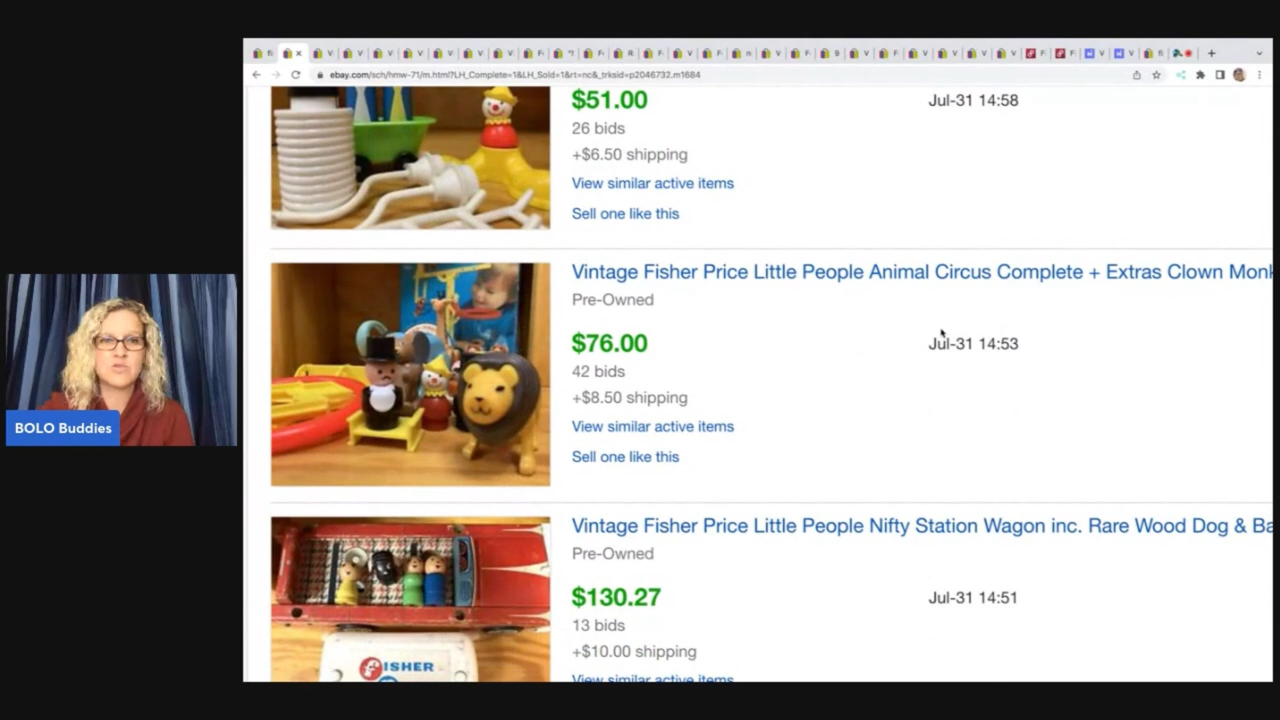 ebay.com/sch/hmw-71/m.html?LH_Complete=1&LH_Sold=1&rt=nc&_trksid=p2046732.m1684
$51.00
Jul-31 14:58
26 bids
+$6.50 shipping
View similar active items
Sell one like this
Vintage Fisher Price Little People Animal Circus Complete + Extras Clown Monk
Pre-Owned
$76.00
Jul-31 14:53
42 bids
+$8.50 shipping
View similar active items
Sell one like this
BOLO Buddies
Vintage Fisher Price Little People Nifty Station Wagon inc. Rare Wood Dog & Ba
Pre-Owned
$130.27
Jul-31 14:51
13 bids
+$10.00 shipping
View similar active items
FISHER